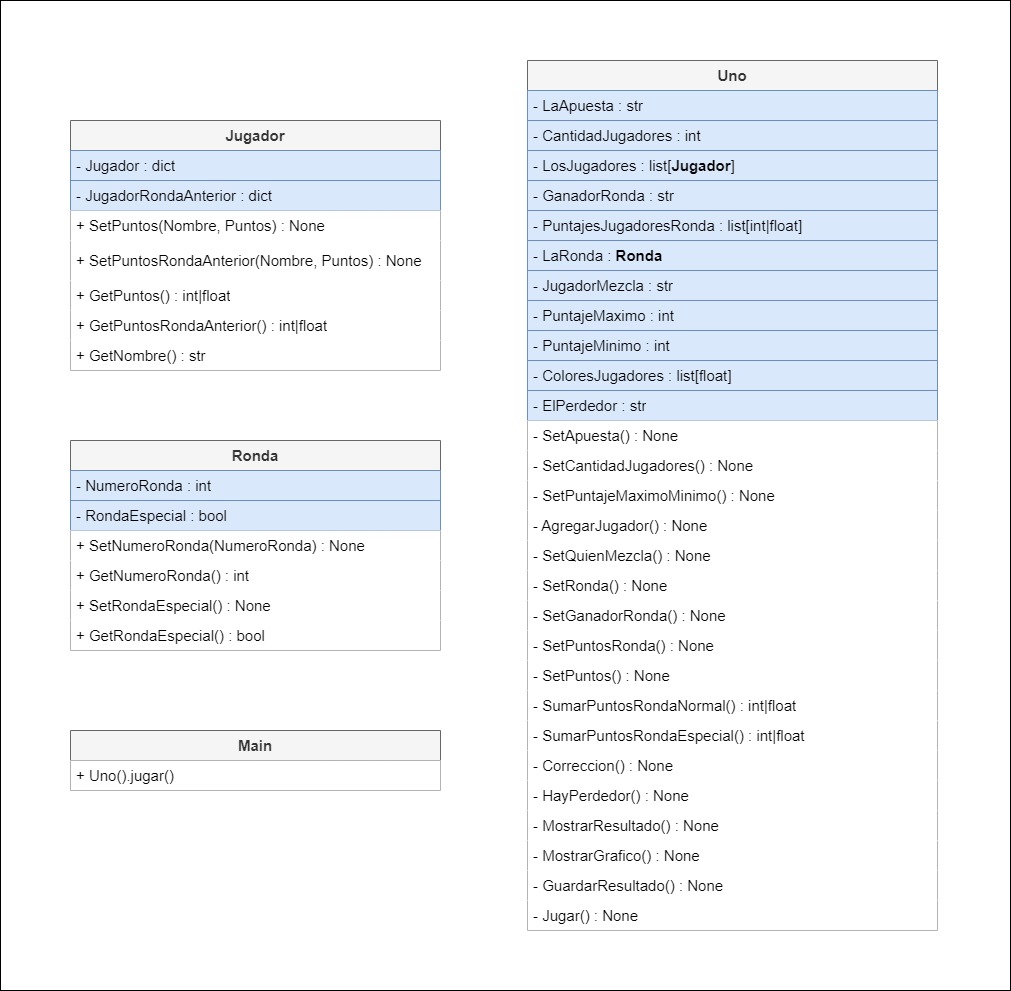 Jugador
- Jugador : dict
- JugadorRondaAnterior : dict
+ SetPuntos(Nombre, Puntos) : None
+ SetPuntosRondaAnterior(Nombre, Puntos) : None
+ GetPuntos() : int|float
+ GetPuntosRondaAnterior() : int|float
+ GetNombre() : str
Ronda
- NumeroRonda : int
- RondaEspecial : bool
+ SetNumeroRonda(NumeroRonda) : None
+ GetNumeroRonda() : int
+ SetRondaEspecial() : None
+ GetRondaEspecial() : bool
Main
+ Uno().jugar()
Uno
- LaApuesta : str
- CantidadJugadores : int
- LosJugadores : list[Jugador]
- GanadorRonda : str
- PuntajesJugadoresRonda : list[int|float]
- LaRonda : Ronda
- JugadorMezcla : str
- PuntajeMaximo : int
- PuntajeMinimo : int
- ColoresJugadores : list[float]
- ElPerdedor : str
- SetApuesta() : None
- SetCantidadJugadores() : None
- SetPuntajeMaximoMinimo() : None
- AgregarJugador() : None
- SetQuienMezcla() : None
- SetRonda() : None
- SetGanadorRonda() : None
- SetPuntosRonda() : None
- SetPuntos() : None
- SumarPuntosRondaNormal() : int|float
- SumarPuntosRondaEspecial() : int|float
- Correccion() : None
- HayPerdedor() : None
- MostrarResultado() : None
- MostrarGrafico() : None
- GuardarResultado() : None
- Jugar() : None